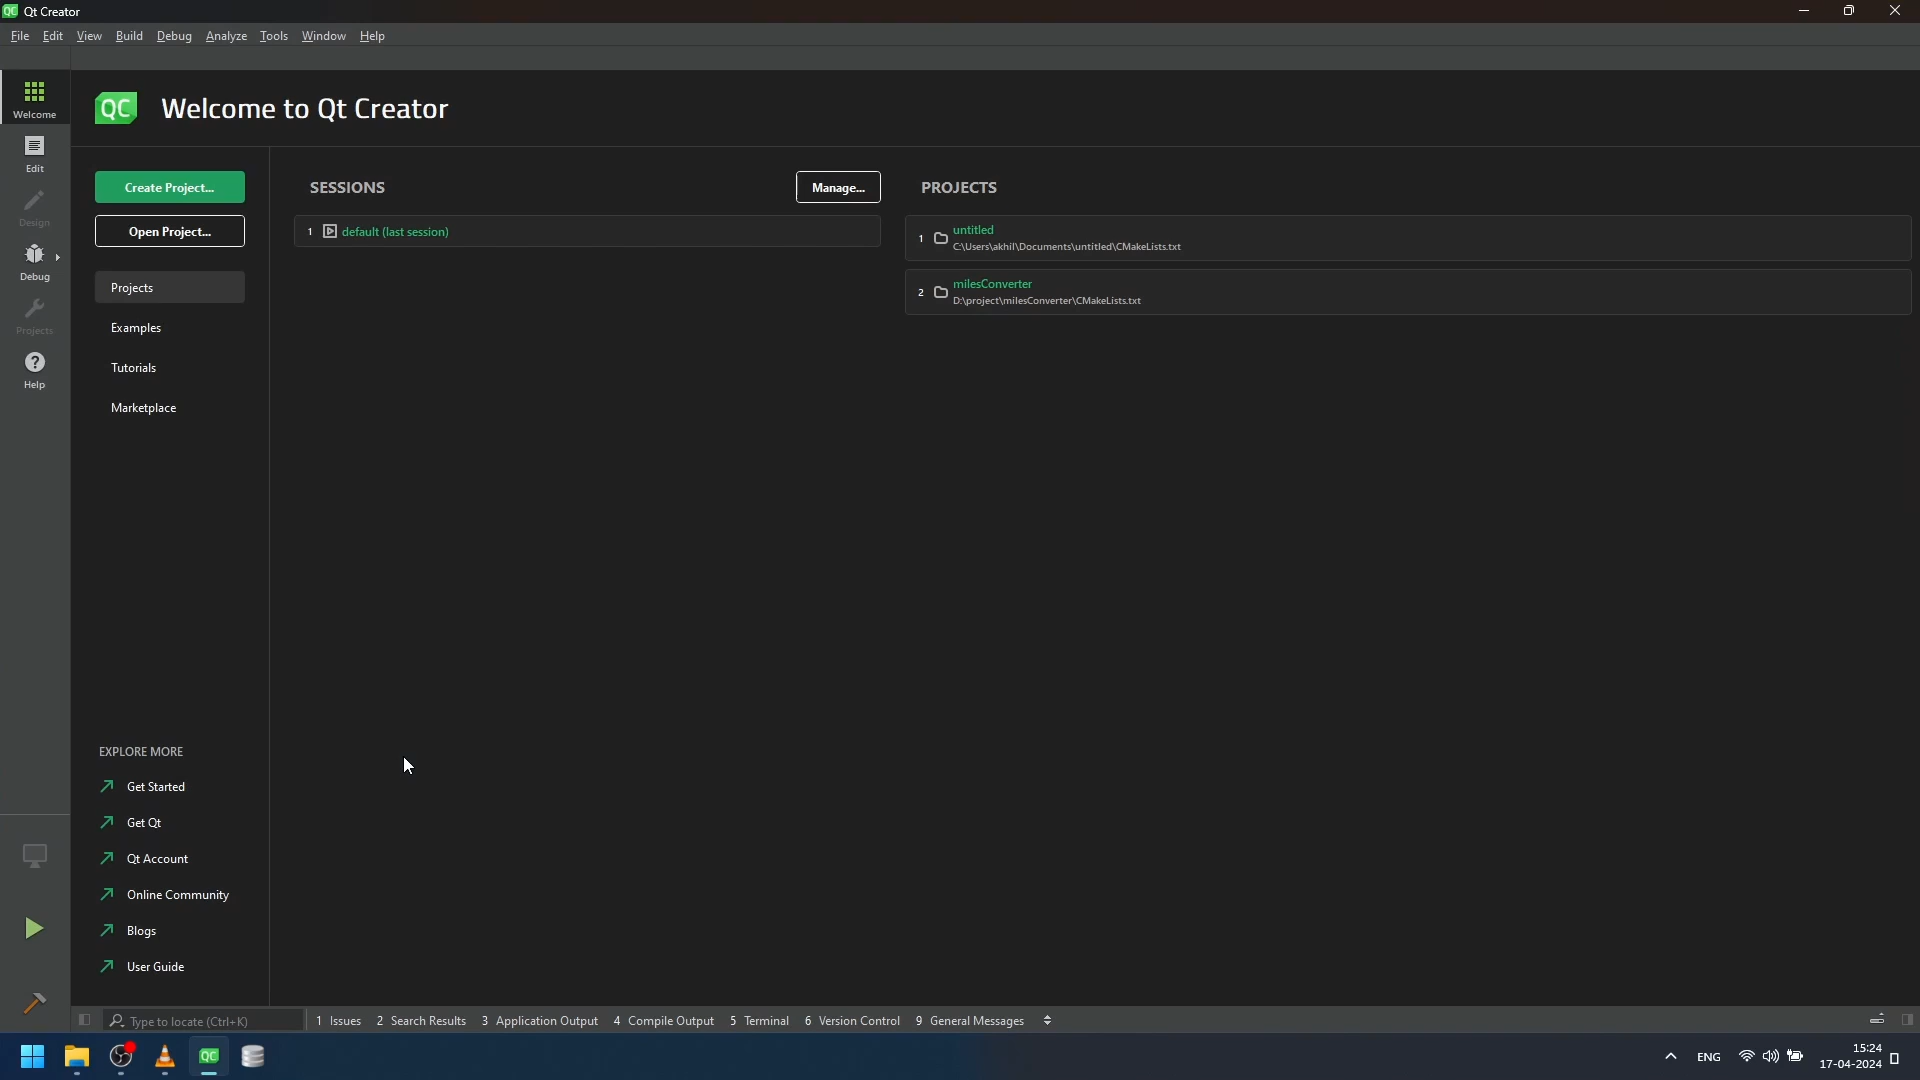 QC Qt Creator
File Edit View Build Debug Analyze Tools Window Help
Welcome
Edit
Design
Debug
Projects
Help
QC Welcome to Qt Creator
Create Project...
Open Project...
Projects
Examples
Tutorials
Marketplace
SESSIONS
Manage...
1 default (last session)
PROJECTS
1 untitled
C:\Users\akhil\Documents\untitled\CMakeLists.txt
2 milesConverter
D:\project\milesConverter\CMakeLists.txt
EXPLORE MORE
Get Started
Get Qt
Qt Account
Online Community
Blogs
User Guide
Type to locate (Ctrl+K) 1 Issues 2 Search Results 3 Application Output 4 Compile Output 5 Terminal 6 Version Control 9 General Messages
QC
ENG
15:24
17-04-2024